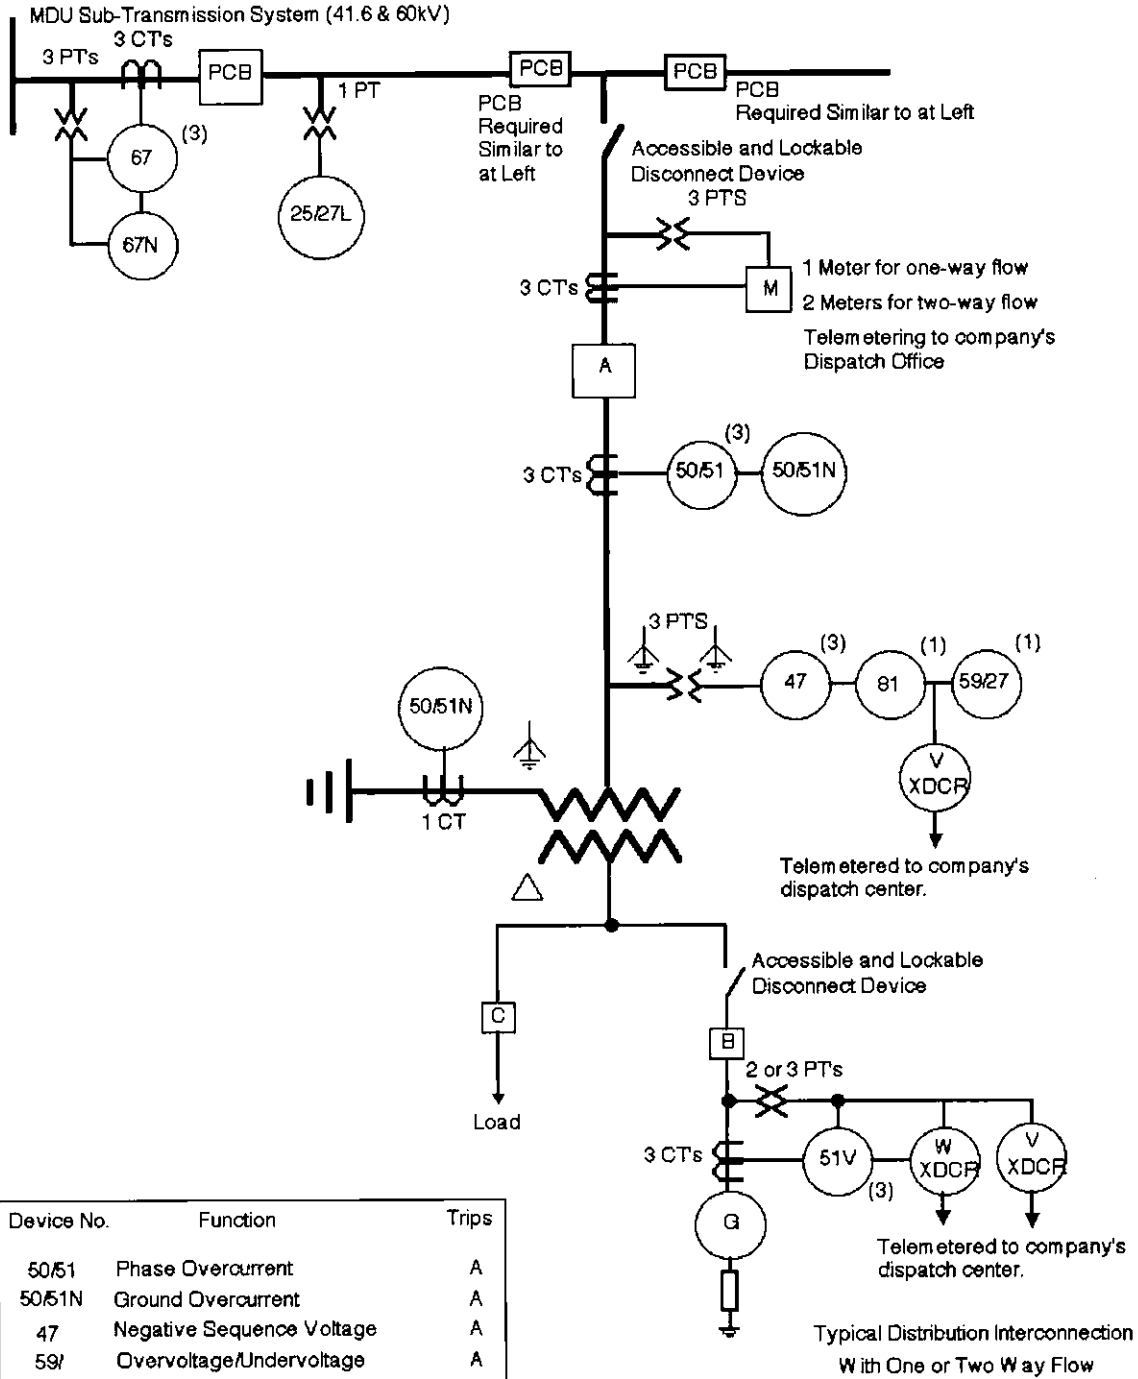 MDU Sub-Transmission System (41.6 & 60kV)
3 CT's
3 PT's
PCB
PCB
PCB
1 PT
PCB
Required
Similar to
at Left
PCB
Required Similar to at Left
(3)
67
67N
25/27L
Accessible and Lockable
Disconnect Device
3 PTS
3 CT's
M
1 Meter for one-way flow
2 Meters for two-way flow
Telemetering to company's
Dispatch Office
A
3 CT's
50/51
(3)
50/51N
3 PTS
47
(3)
81
(1)
59/27
(1)
50/51N
V
XDCR
1 CT
Telemetered to company's
dispatch center.
Accessible and Lockable
Disconnect Device
C
B
Load
2 or 3 PT's
3 CT's
51V
(3)
W
XDCR
V
XDCR
G
Telemetered to company's
dispatch center.
Device No. Function Trips
50/51 Phase Overcurrent A
50/51N Ground Overcurrent A
47 Negative Sequence Voltage A
59/ Overvoltage/Undervoltage A
Typical Distribution Interconnection
With One or Two Way Flow